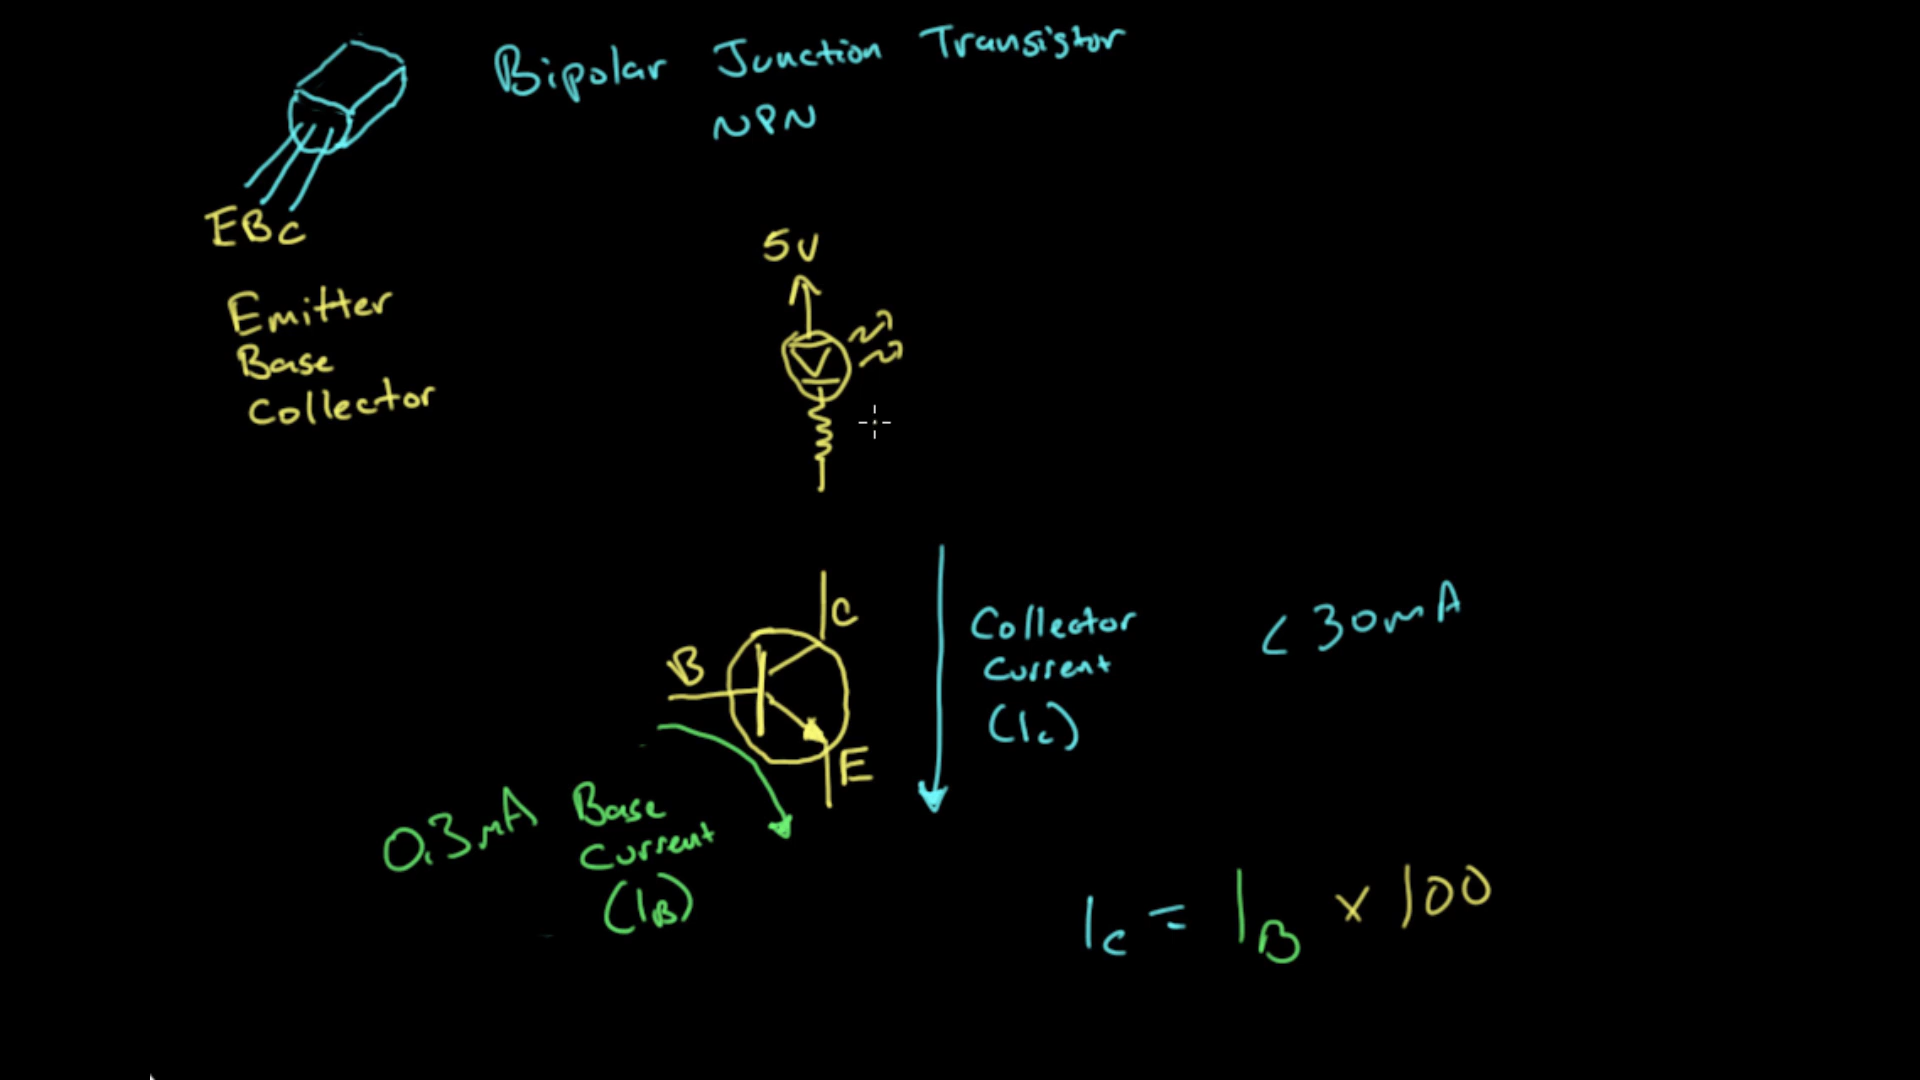 Bipolar Junction Transistor
NPN
EBC
Emitter
Base
Collector
5V
C
B
E
Collector
Current
(Ic)
< 30mA
0.3mA Base
Current
(IB)
Ic = IB x 100